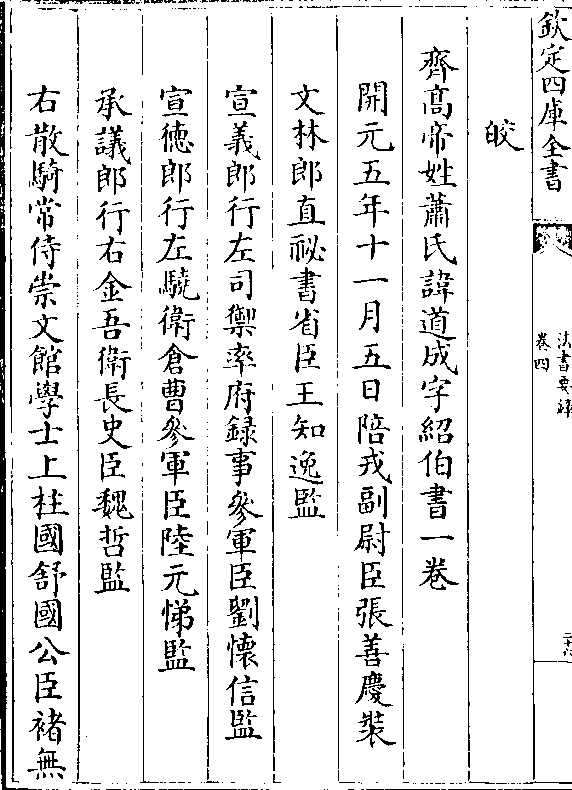 欽定四庫全書
法書要録
卷四
二十六
皎
齊髙帝姓蕭氏諱道成字紹伯書一卷
開元五年十一月五日陪戎副尉臣張善慶裝
文林郎直祕書省臣王知逸監
宣義郎行左司禦率府録事參軍臣劉懷信監
宣德郎行左驍衛倉曹參軍臣陸元悌監
承議郎行右金吾衛長史臣魏哲監
右散騎常侍崇文館學士上柱國舒國公臣褚無